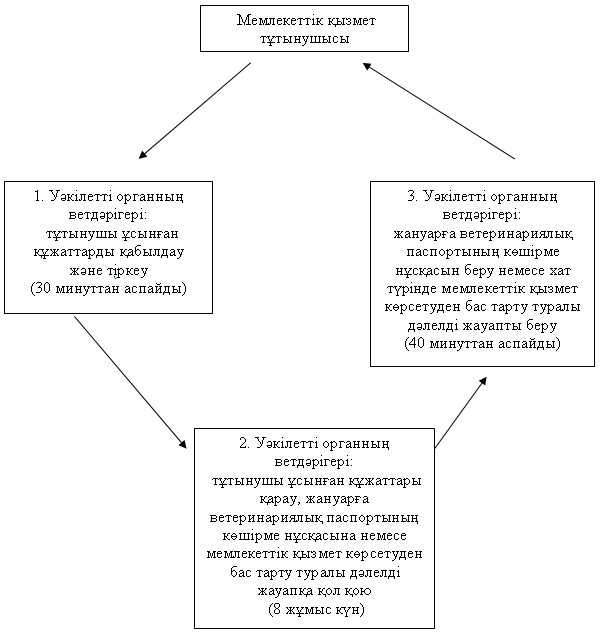 Мемлекеттік қызмет
тұтынушысы
1. Уәкілетті органның
ветдәрігері:
тұтынушы ұсынған
құжаттарды қабылдау
және тіркеу
(30 минуттан аспайды)
3. Уәкілетті органның
ветдәрігері:
жануарға ветеринариялық
паспортының көшірме
нұсқасын беру немесе хат
түрінде мемлекеттік қызмет
көрсетуден бас тарту туралы
дәлелді жауапты беру
(40 минуттан аспайды)
2. Уәкілетті органның
ветдәрігері:
тұтынушы ұсынған құжаттары
қарау, жануарға
ветеринариялық паспортының
көшірме нұсқасына немесе
мемлекеттік қызмет көрсетуден
бас тарту туралы дәлелді
жауапқа қол қою
(8 жұмыс күн)